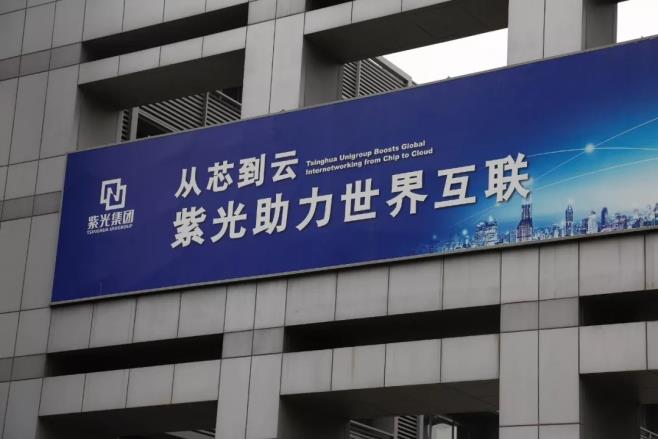 紫光集团
TSINGHUA UNIGROUP
从芯到云
Tsinghua Unigroup Boosts Global
Internetworking from Chip to Cloud
紫光助力世界互联